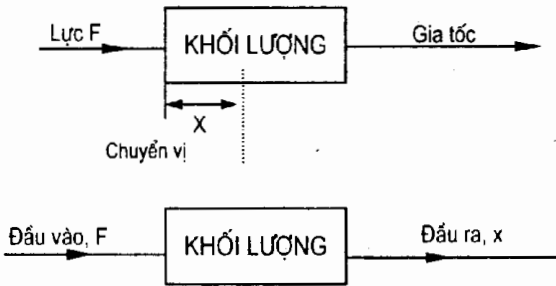 Lực F
KHỐI LƯỢNG
Gia tốc
X
Chuyển vị
Đầu vào, F
KHỐI LƯỢNG
Đầu ra, x